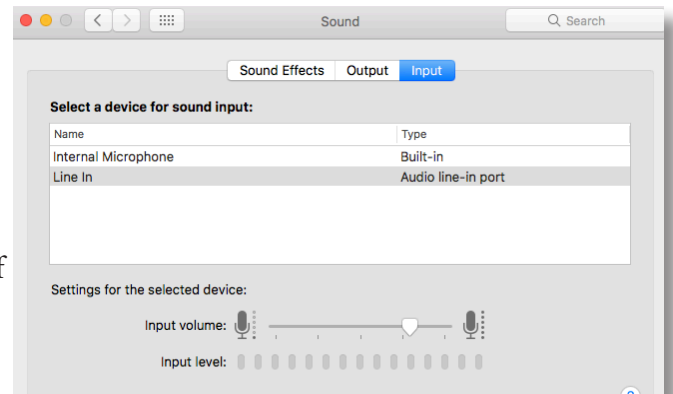 Sound
Search
Sound Effects Output Input
Select a device for sound input:
Name Type
Internal Microphone Built-in
Line In Audio line-in port
f
Settings for the selected device:
Input volume:
Input level: